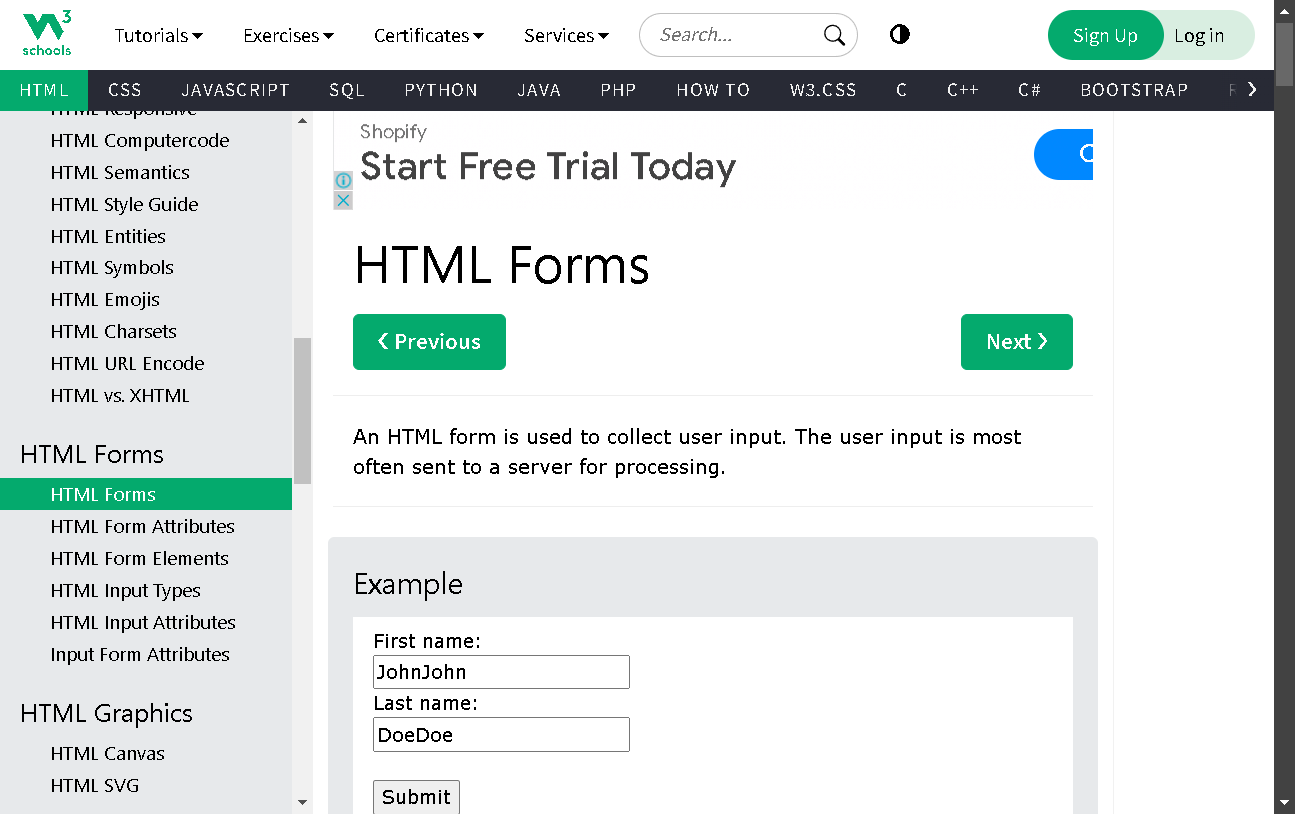 3
schools
Tutorials
Exercises
Certificates
Services
Search...
Sign Up
Log in
HTML
CSS
JAVASCRIPT
SQL
PYTHON
JAVA
PHP
HOW TO
W3.CSS
C
C++
C#
BOOTSTRAP
HTML Responsive
HTML Computercode
HTML Semantics
HTML Style Guide
HTML Entities
HTML Symbols
HTML Emojis
HTML Charsets
HTML URL Encode
HTML vs. XHTML
HTML Forms
HTML Forms
HTML Form Attributes
HTML Form Elements
HTML Input Types
HTML Input Attributes
Input Form Attributes
HTML Graphics
HTML Canvas
HTML SVG
Shopify
Start Free Trial Today
HTML Forms
❮ Previous
Next ❯
An HTML form is used to collect user input. The user input is most
often sent to a server for processing.
Example
First name:
JohnJohn
Last name:
DoeDoe
Submit